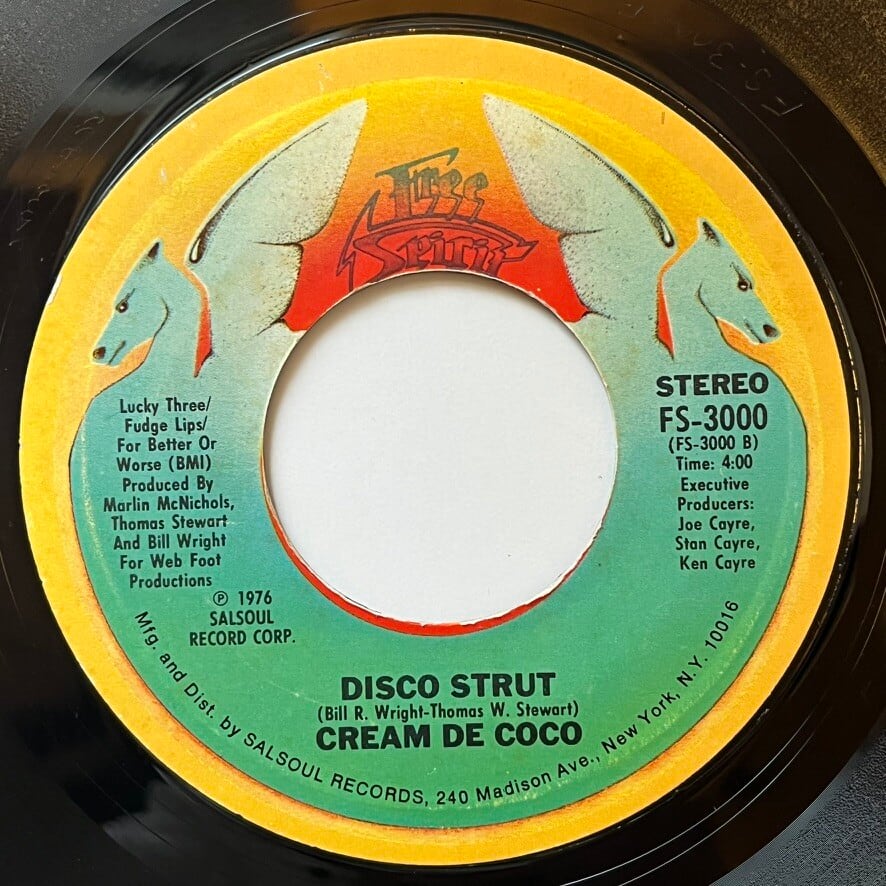 Free
Spirit
Lucky Three/
Fudge Lips/
For Better Or
Worse (BMI)
Produced By
Marlin McNichols,
Thomas Stewart
And Bill Wright
For Web Foot
Productions
℗ 1976
SALSOUL
RECORD CORP.
STEREO
FS-3000
(FS-3000 B)
Time: 4:00
Executive
Producers:
Joe Cayre,
Stan Cayre,
Ken Cayre
DISCO STRUT
(Bill R. Wright-Thomas W. Stewart)
CREAM DE COCO
Mfg. and Dist. by SALSOUL RECORDS, 240 Madison Ave., New York, N.Y. 10016